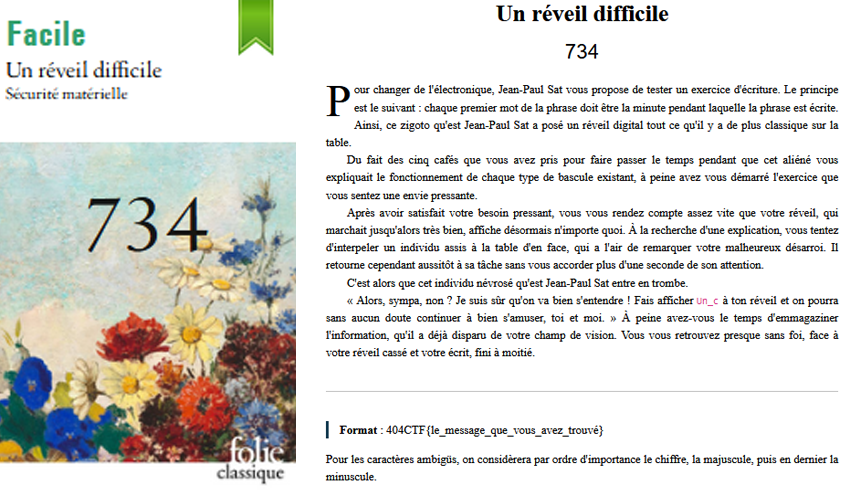 Facile
Un réveil difficile
Sécurité matérielle
734
folio
classique
Un réveil difficile
734
Pour changer de l'électronique, Jean-Paul Sat vous propose de tester un exercice d'écriture. Le principe
est le suivant : chaque premier mot de la phrase doit être la minute pendant laquelle la phrase est écrite.
Ainsi, ce zigoto qu'est Jean-Paul Sat a posé un réveil digital tout ce qu'il y a de plus classique sur la
table.
Du fait des cinq cafés que vous avez pris pour faire passer le temps pendant que cet aliéné vous
expliquait le fonctionnement de chaque type de bascule existant, à peine avez vous démarré l'exercice que
vous sentez une envie pressante.
Après avoir satisfait votre besoin pressant, vous vous rendez compte assez vite que votre réveil, qui
marchait jusqu'alors très bien, affiche désormais n'importe quoi. À la recherche d'une explication, vous tentez
d'interpeler un individu assis à la table d'en face, qui a l'air de remarquer votre malheureux désarroi. Il
retourne cependant aussitôt à sa tâche sans vous accorder plus d'une seconde de son attention.
C'est alors que cet individu névrosé qu'est Jean-Paul Sat entre en trombe.
« Alors, sympa, non ? Je suis sûr qu'on va bien s'entendre ! Fais afficher un_c à ton réveil et on pourra
sans aucun doute continuer à bien s'amuser, toi et moi. » À peine avez-vous le temps d'emmagaziner
l'information, qu'il a déjà disparu de votre champ de vision. Vous vous retrouvez presque sans foi, face à
votre réveil cassé et votre écrit, fini à moitié.
Format : 404CTF{le_message_que_vous_avez_trouvé}
Pour les caractères ambigüs, on considèrera par ordre d'importance le chiffre, la majuscule, puis en dernier la
minuscule.